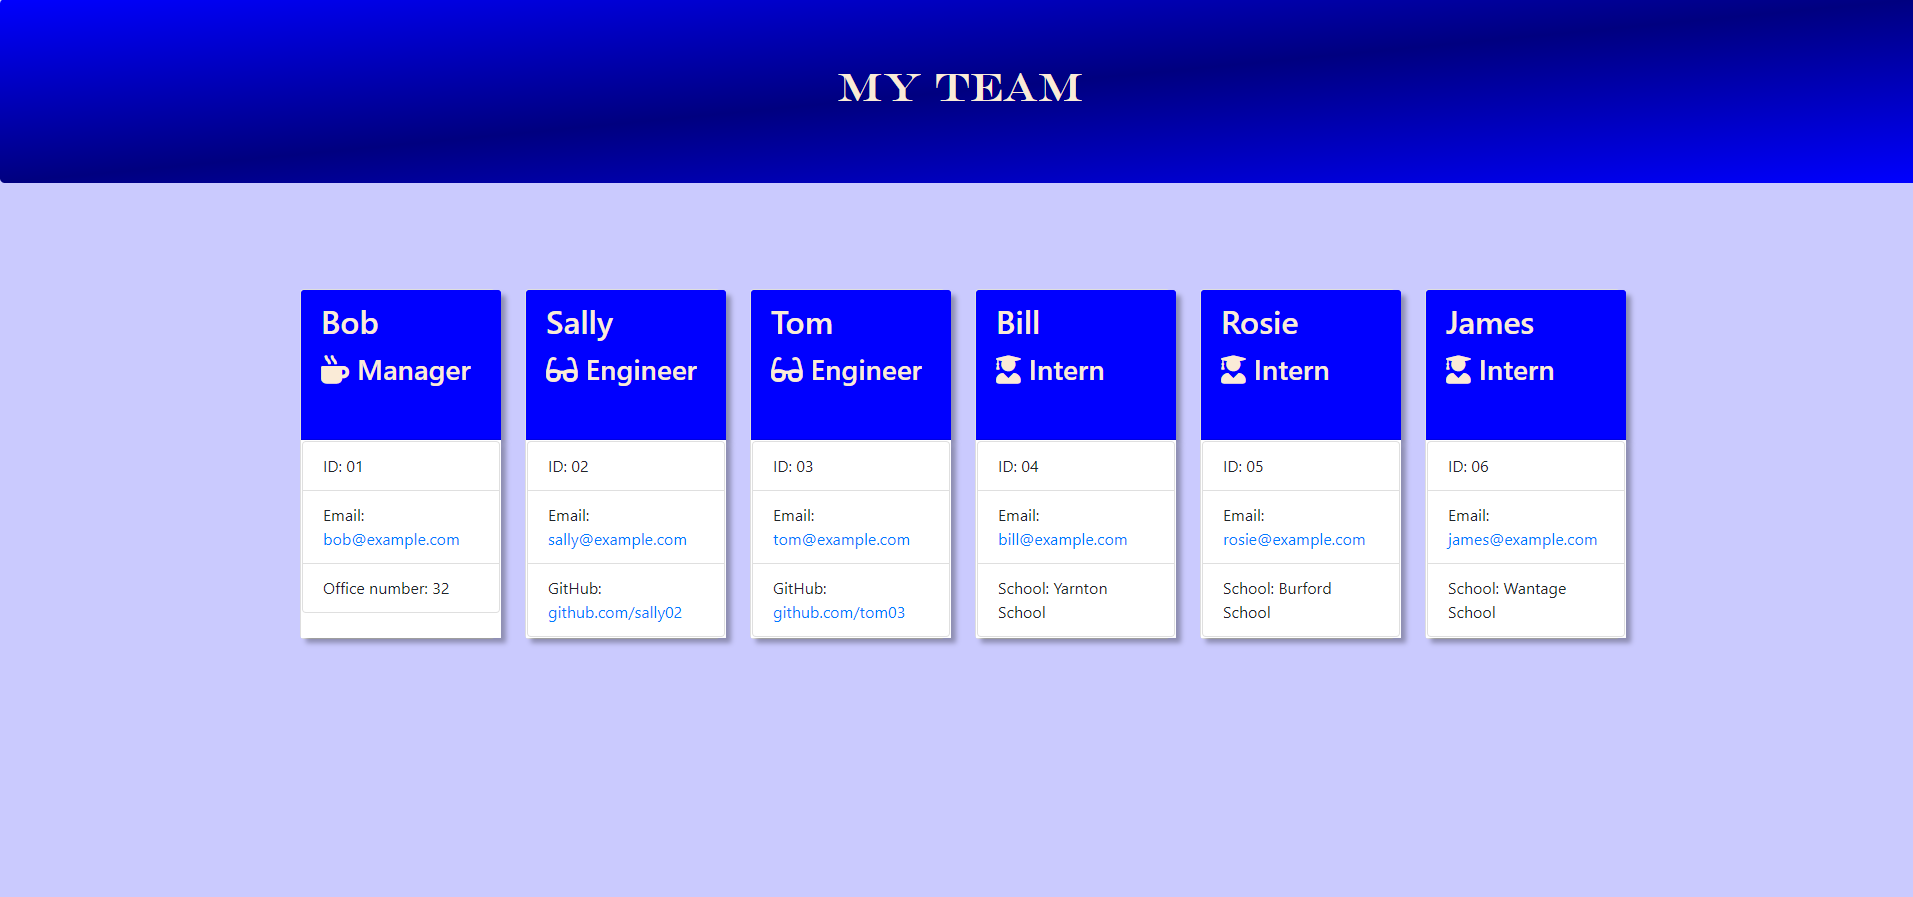 MY TEAM
Bob
Manager
ID: 01
Email:
bob@example.com
Office number: 32
Sally
Engineer
ID: 02
Email:
sally@example.com
GitHub:
github.com/sally02
Tom
Engineer
ID: 03
Email:
tom@example.com
GitHub:
github.com/tom03
Bill
Intern
ID: 04
Email:
bill@example.com
School: Yarnton
School
Rosie
Intern
ID: 05
Email:
rosie@example.com
School: Burford
School
James
Intern
ID: 06
Email:
james@example.com
School: Wantage
School